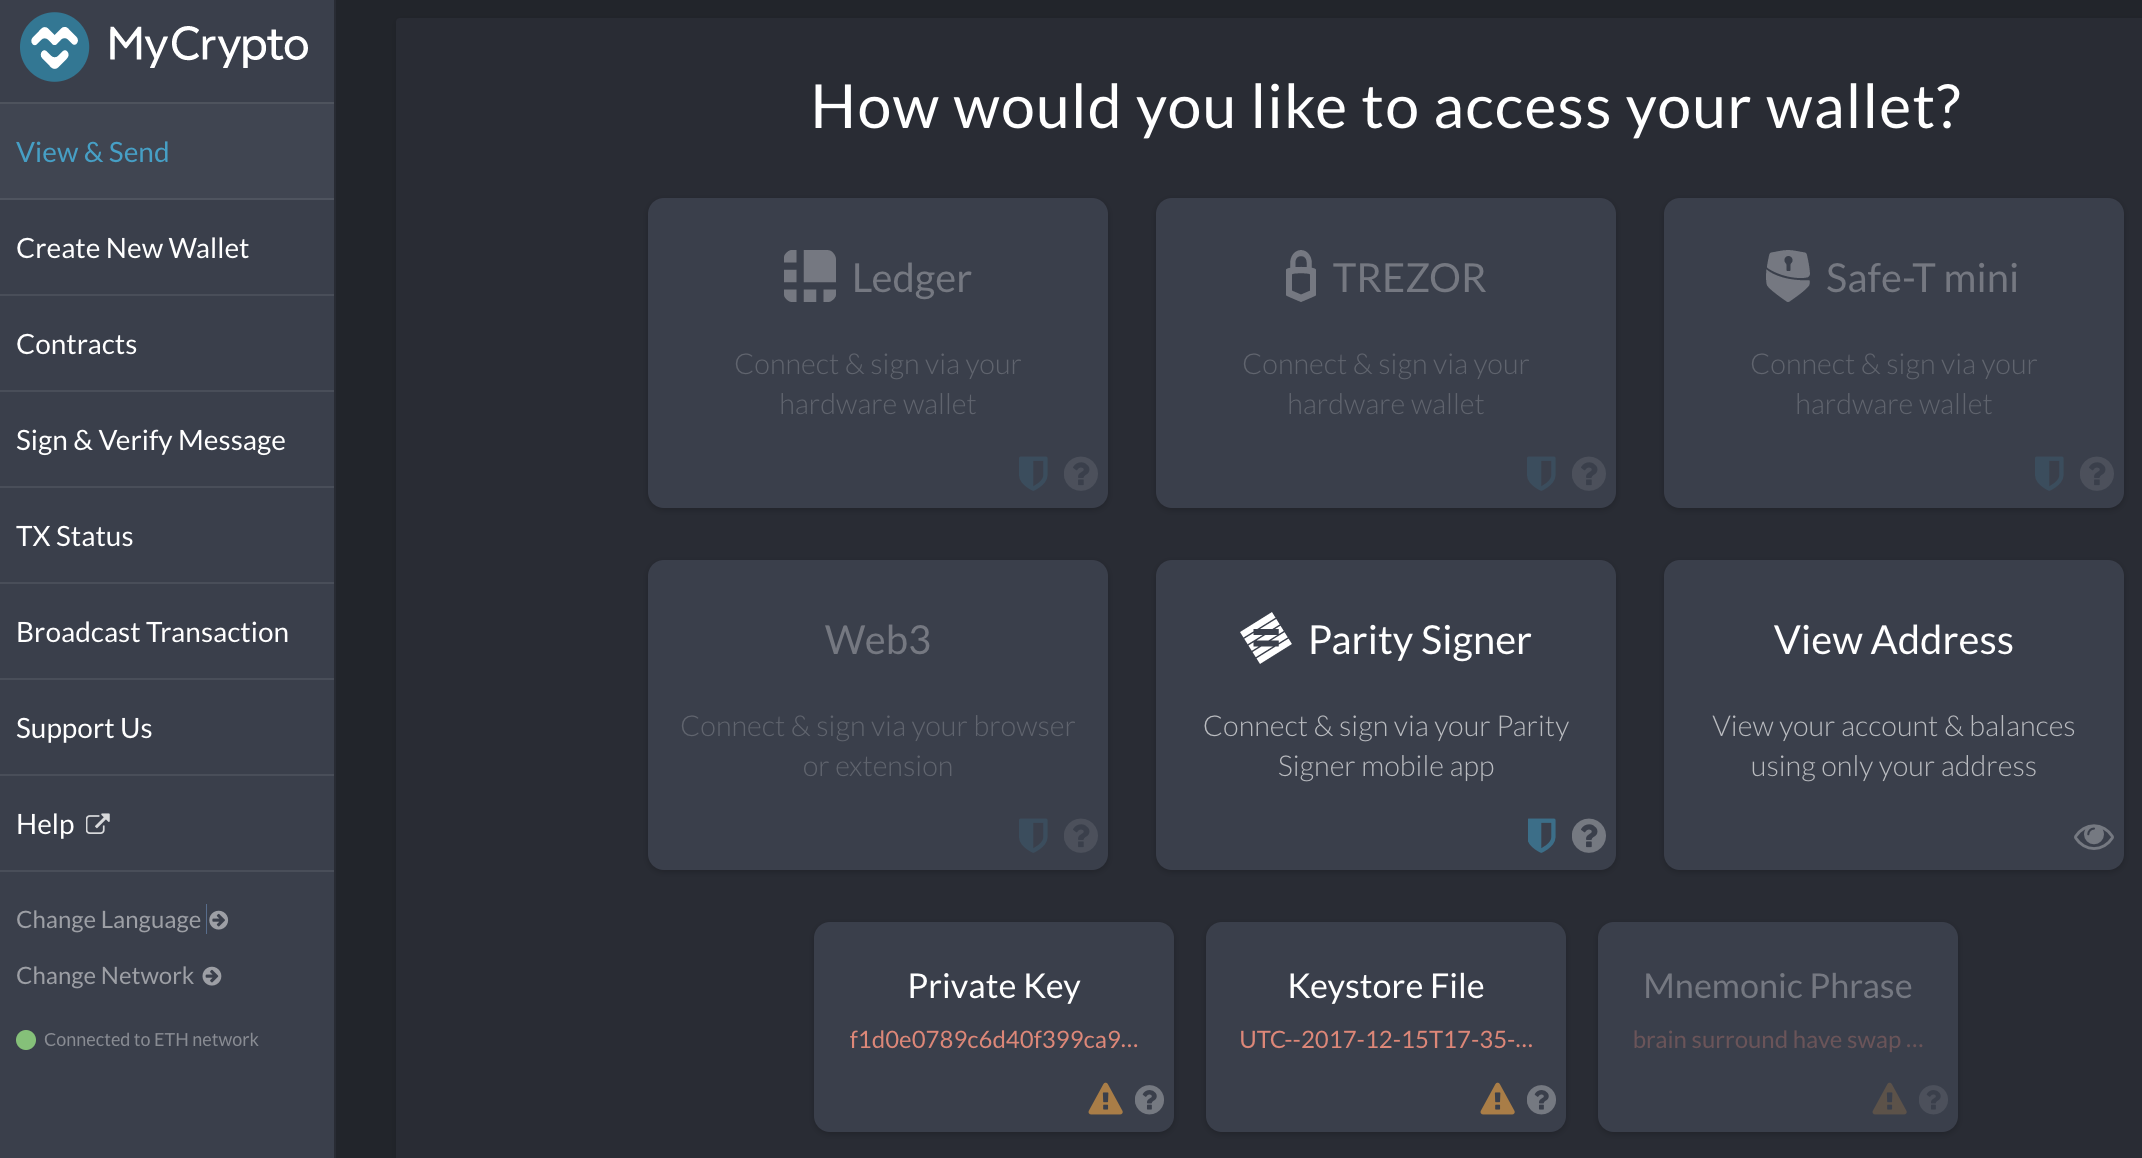 MyCrypto
View & Send
Create New Wallet
Contracts
Sign & Verify Message
TX Status
Broadcast Transaction
Support Us
Help
Change Language
Change Network
Connected to ETH network
How would you like to access your wallet?
Ledger
Connect & sign via your
hardware wallet
TREZOR
Connect & sign via your
hardware wallet
Safe-T mini
Connect & sign via your
hardware wallet
Web3
Connect & sign via your browser
or extension
Parity Signer
Connect & sign via your Parity
Signer mobile app
View Address
View your account & balances
using only your address
Private Key
f1d0e0789c6d40f399ca9...
Keystore File
UTC--2017-12-15T17-35-...
Mnemonic Phrase
brain surround have swap ...